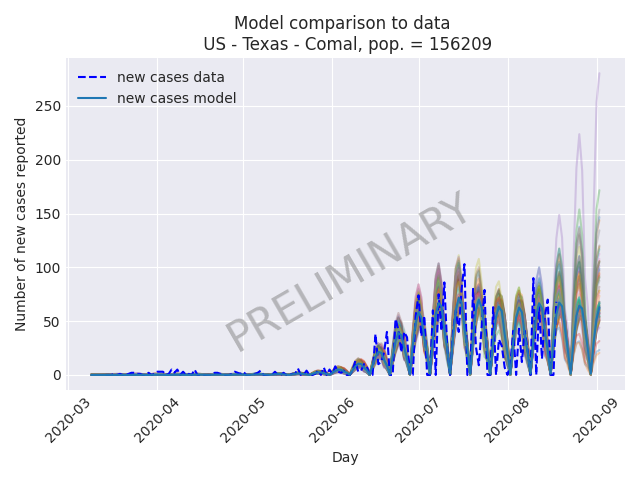 Model comparison to data
US - Texas - Comal, pop. = 156209
new cases data
new cases model
Number of new cases reported
250
200
150
100
50
0
PRELIMINARY
2020-03
2020-04
2020-05
2020-06
2020-07
2020-08
2020-09
Day